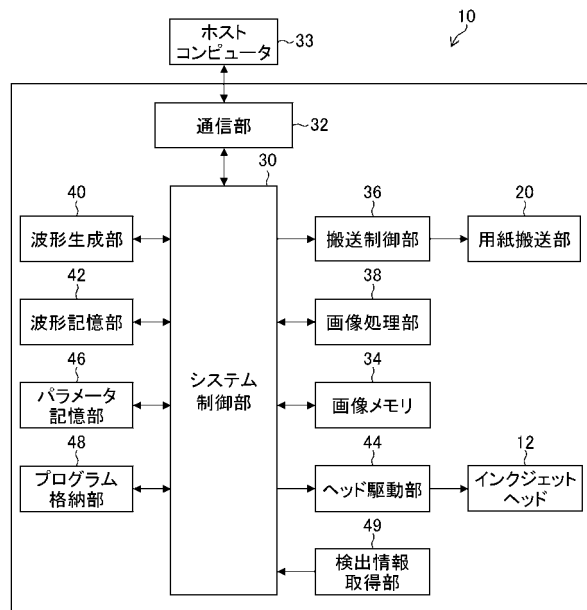 10
ホスト
コンピュータ
33
通信部
32
30
40
波形生成部
36
搬送制御部
20
用紙搬送部
42
波形記憶部
38
画像処理部
システム
制御部
46
パラメータ
記憶部
34
画像メモリ
48
プログラム
格納部
44
ヘッド駆動部
12
インクジェット
ヘッド
49
検出情報
取得部